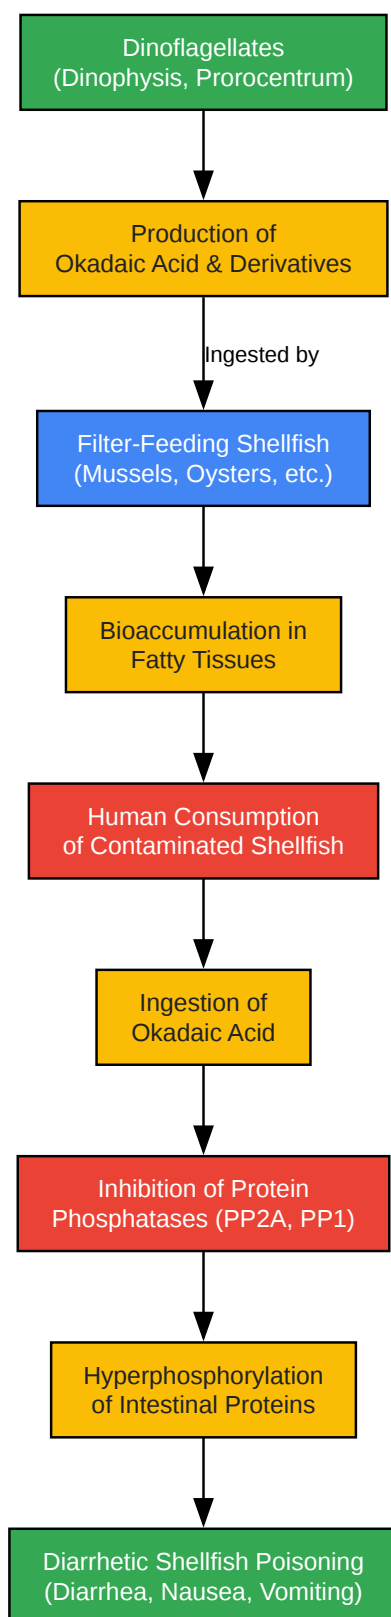 Dinoflagellates
(Dinophysis, Prorocentrum)
Production of
Okadaic Acid & Derivatives
Ingested by
Filter-Feeding Shellfish
(Mussels, Oysters, etc.)
Bioaccumulation in
Fatty Tissues
Human Consumption
of Contaminated Shellfish
Ingestion of
Okadaic Acid
Inhibition of Protein
Phosphatases (PP2A, PP1)
Hyperphosphorylation
of Intestinal Proteins
Diarrhetic Shellfish Poisoning
(Diarrhea, Nausea, Vomiting)